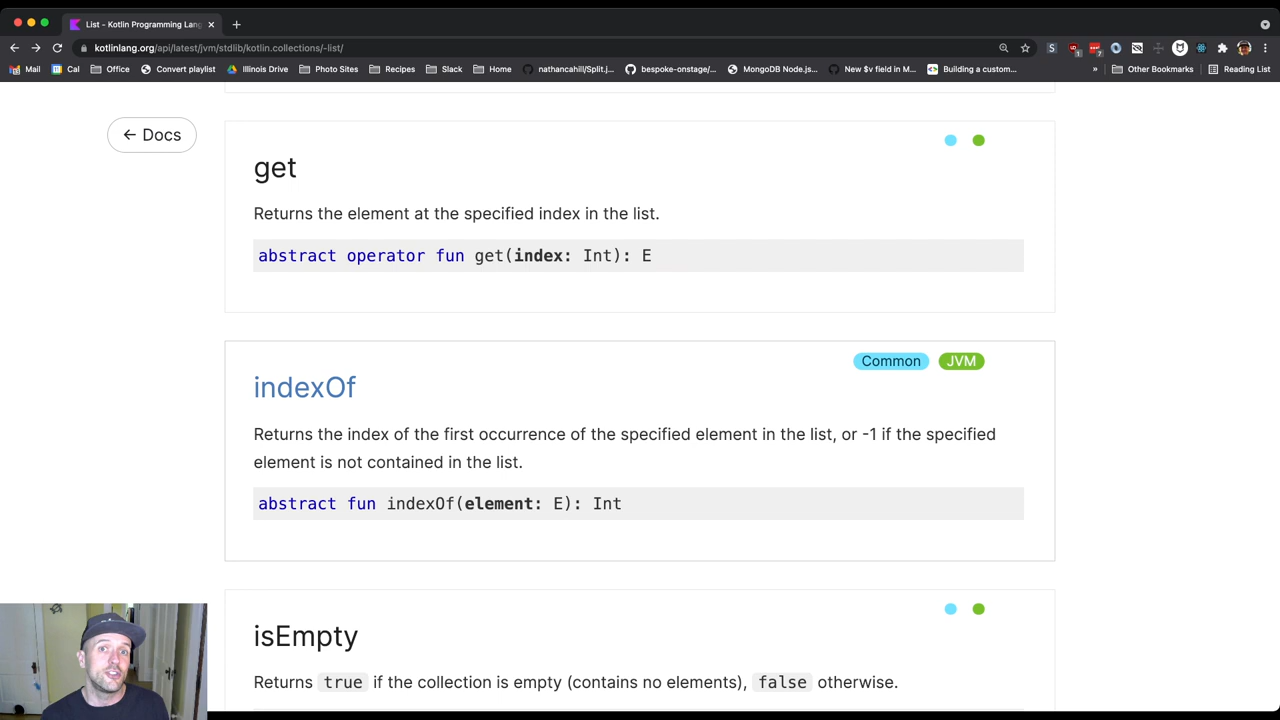 List – Kotlin Programming Lang
kotlinlang.org/api/latest/jvm/stdlib/kotlin.collections/-list/
Mail Cal Office Convert playlist Illinois Drive Photo Sites Recipes Slack Home nathancahill/Split.j... bespoke-onstage/... MongoDB Node.js... New $v field in M... Building a custom... » Other Bookmarks Reading List
← Docs
get
Returns the element at the specified index in the list.
abstract operator fun get(index: Int): E
Common JVM
indexOf
Returns the index of the first occurrence of the specified element in the list, or -1 if the specified
element is not contained in the list.
abstract fun indexOf(element: E): Int
isEmpty
Returns true if the collection is empty (contains no elements), false otherwise.